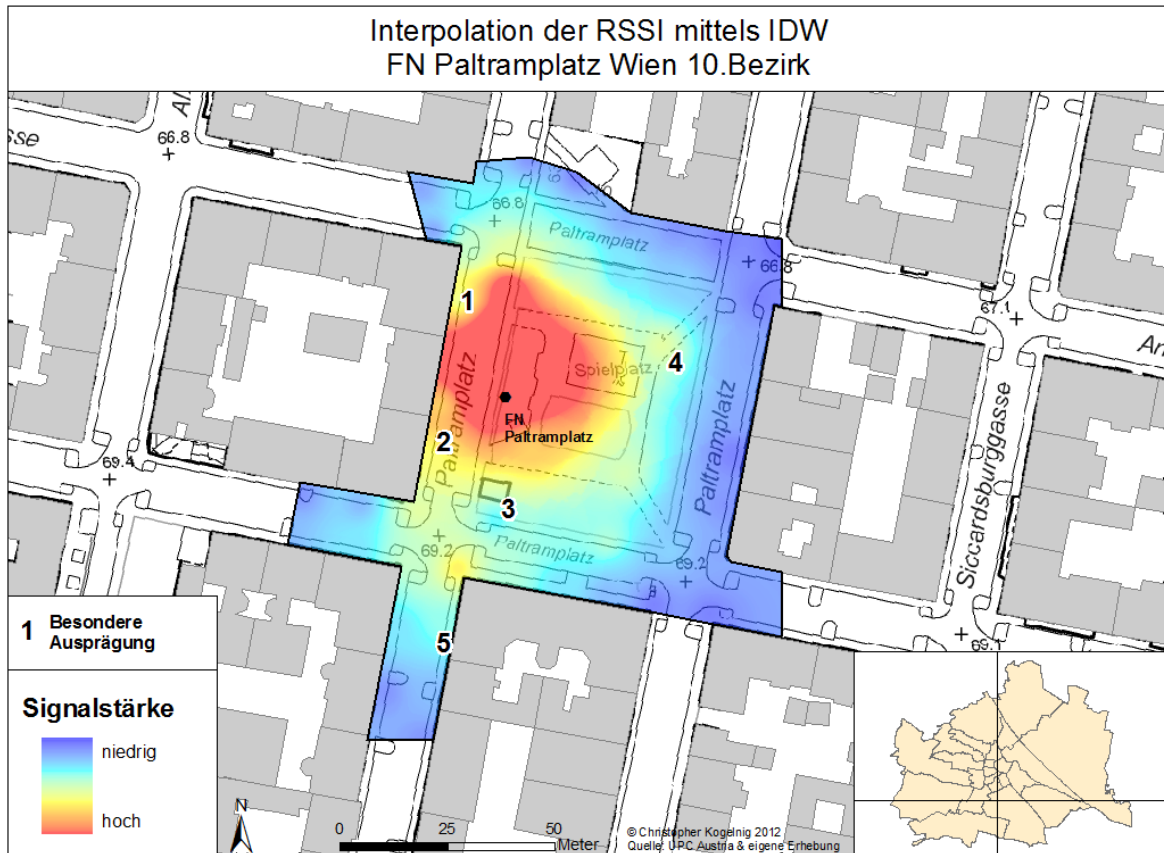 Interpolation der RSSI mittels IDW
FN Paltramplatz Wien 10.Bezirk
66.8
66.8
Paltramplatz
66.8
67.1
1
4
Spielplatz
Paltramplatz
FN
Paltramplatz
2
Paltramplatz
Siccardsburggasse
69.4
3
69.2
Paltramplatz
69.2
69.1
5
1 Besondere
Ausprägung
Signalstärke
niedrig
hoch
N
0 25 50
Meter
© Christopher Kogelnig 2012
Quelle: UPC Austria & eigene Erhebung